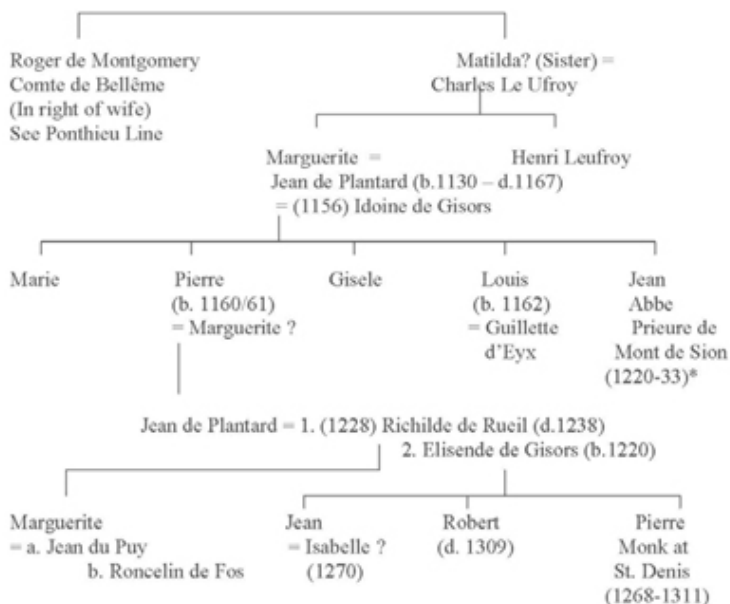 Roger de Montgomery
Comte de Bellême
(In right of wife)
See Ponthieu Line
Matilda? (Sister) =
Charles Le Ufroy
Marguerite =
Jean de Plantard (b.1130 – d.1167)
= (1156) Idoine de Gisors
Henri Leufroy
Marie
Pierre
(b. 1160/61)
= Marguerite ?
Gisele
Louis
(b. 1162)
= Guillette
d'Eyx
Jean
Abbe
Prieure de
Mont de Sion
(1220-33)*
Jean de Plantard = 1. (1228) Richilde de Rueil (d.1238)
2. Elisende de Gisors (b.1220)
Marguerite
= a. Jean du Puy
b. Roncelin de Fos
Jean
= Isabelle ?
(1270)
Robert
(d. 1309)
Pierre
Monk at
St. Denis
(1268-1311)